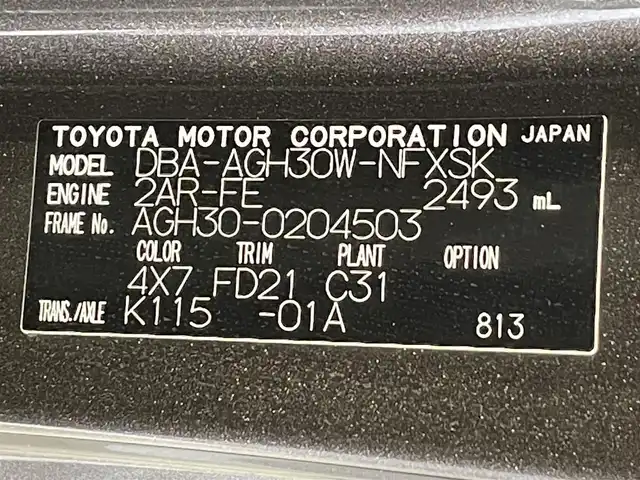 TOYOTA MOTOR CORPORATION JAPAN
MODEL DBA-AGH30W-NFXSK
ENGINE 2AR-FE 2493 mL
FRAME No. AGH30-0204503
COLOR TRIM PLANT OPTION
4X7 FD21 C31
TRANS./AXLE K115 -01A 813